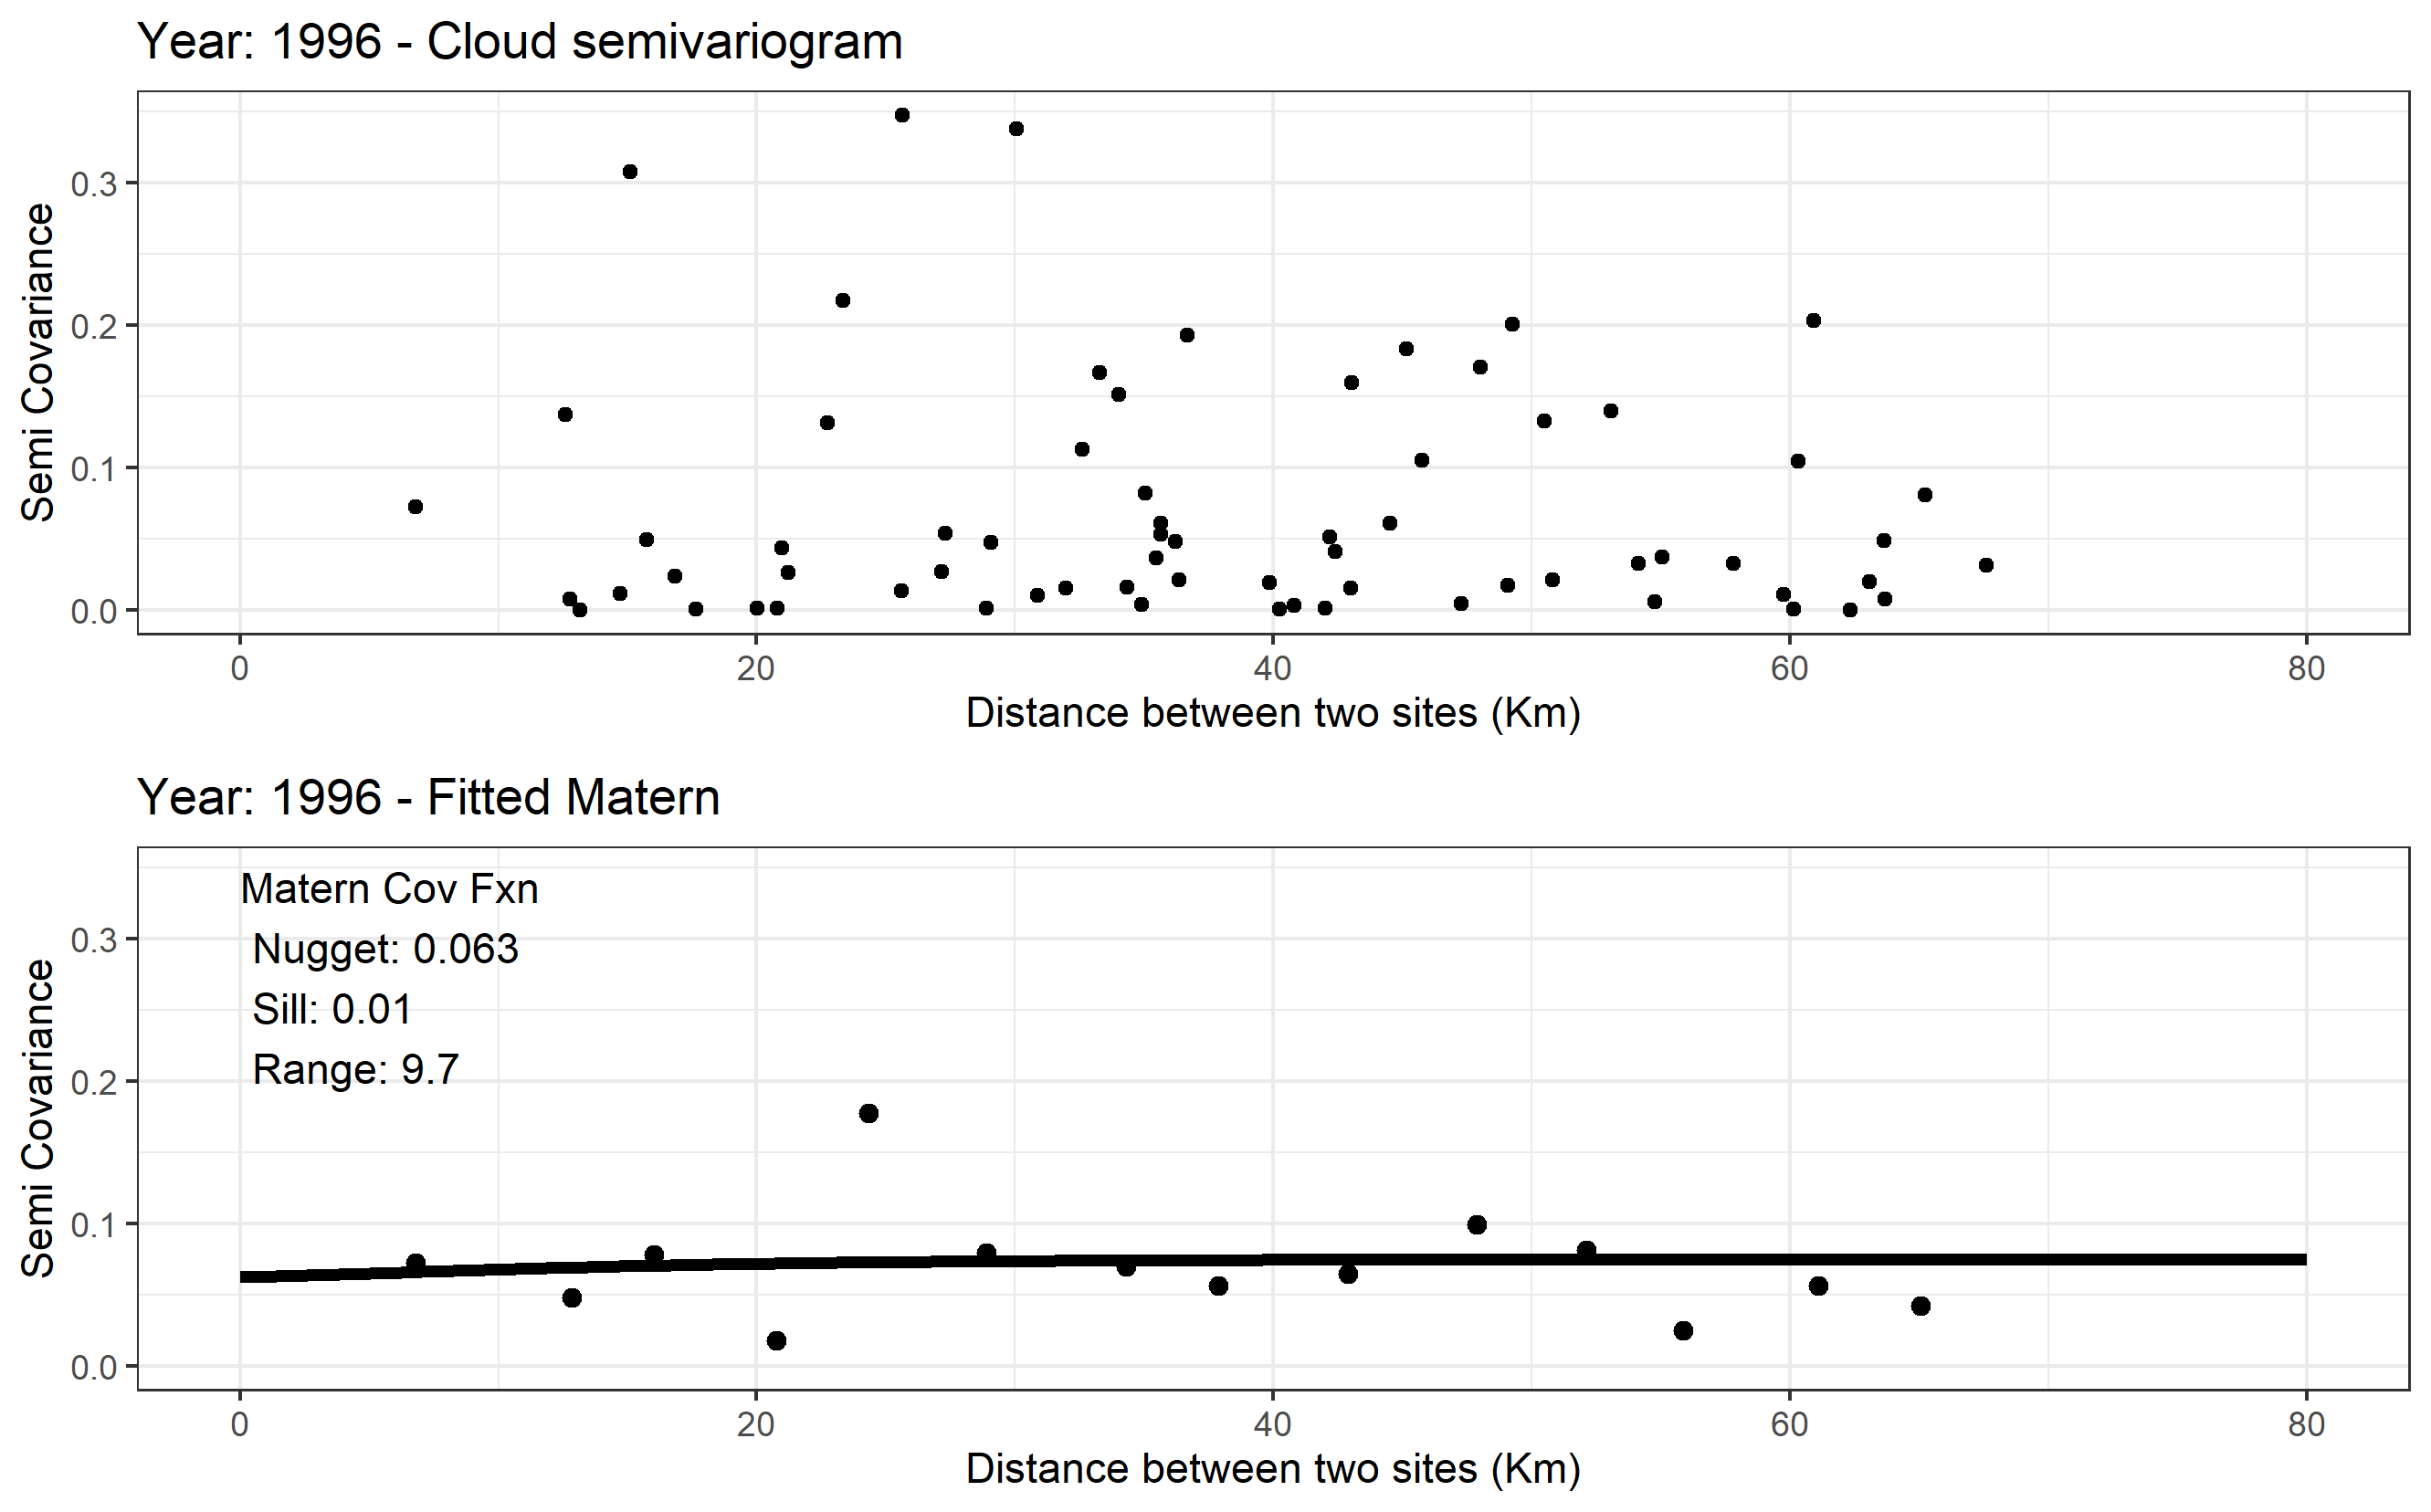 Year: 1996 - Cloud semivariogram
Semi Covariance
0.3
0.2
0.1
0.0
0 20 40 60 80
Distance between two sites (Km)
Year: 1996 - Fitted Matern
Semi Covariance
0.3
0.2
0.1
0.0
Matern Cov Fxn
Nugget: 0.063
Sill: 0.01
Range: 9.7
0 20 40 60 80
Distance between two sites (Km)